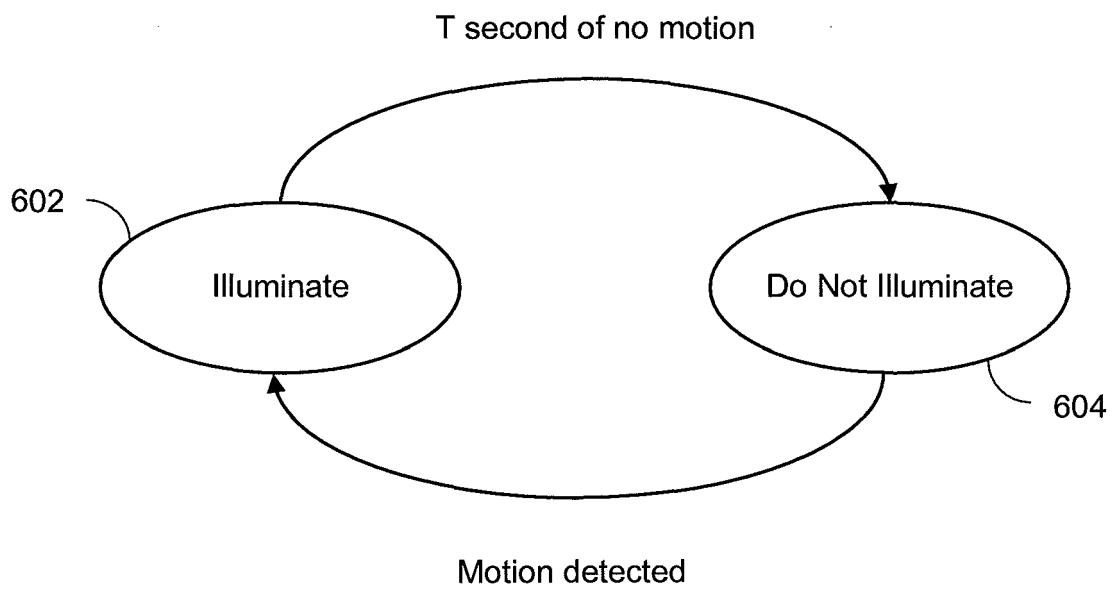 T second of no motion
602
Illuminate
Do Not Illuminate
604
Motion detected